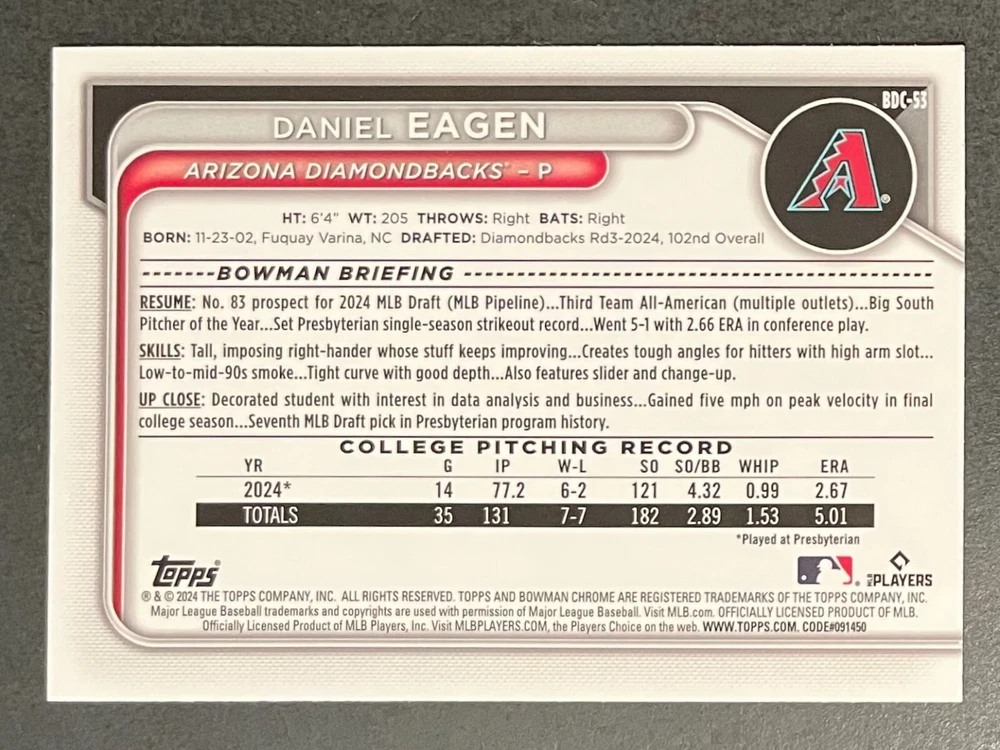 BDC-53
DANIEL EAGEN
ARIZONA DIAMONDBACKS® – P
HT: 6'4" WT: 205 THROWS: Right BATS: Right
BORN: 11-23-02, Fuquay Varina, NC DRAFTED: Diamondbacks Rd3-2024, 102nd Overall
BOWMAN BRIEFING
RESUME: No. 83 prospect for 2024 MLB Draft (MLB Pipeline)...Third Team All-American (multiple outlets)...Big South
Pitcher of the Year...Set Presbyterian single-season strikeout record...Went 5-1 with 2.66 ERA in conference play.
SKILLS: Tall, imposing right-hander whose stuff keeps improving...Creates tough angles for hitters with high arm slot...
Low-to-mid-90s smoke...Tight curve with good depth...Also features slider and change-up.
UP CLOSE: Decorated student with interest in data analysis and business...Gained five mph on peak velocity in final
college season...Seventh MLB Draft pick in Presbyterian program history.
COLLEGE PITCHING RECORD
YR G IP W-L SO SO/BB WHIP ERA
2024* 14 77.2 6-2 121 4.32 0.99 2.67
TOTALS 35 131 7-7 182 2.89 1.53 5.01
*Played at Presbyterian
TOPPS® MLB PLAYERS
® & © 2024 THE TOPPS COMPANY, INC. ALL RIGHTS RESERVED. TOPPS AND BOWMAN CHROME ARE REGISTERED TRADEMARKS OF THE TOPPS COMPANY, INC.
Major League Baseball trademarks and copyrights are used with permission of Major League Baseball. Visit MLB.com. OFFICIALLY LICENSED PRODUCT OF MLB.
Officially Licensed Product of MLB Players, Inc. Visit MLBPLAYERS.COM, the Players Choice on the web. WWW.TOPPS.COM. CODE#091450